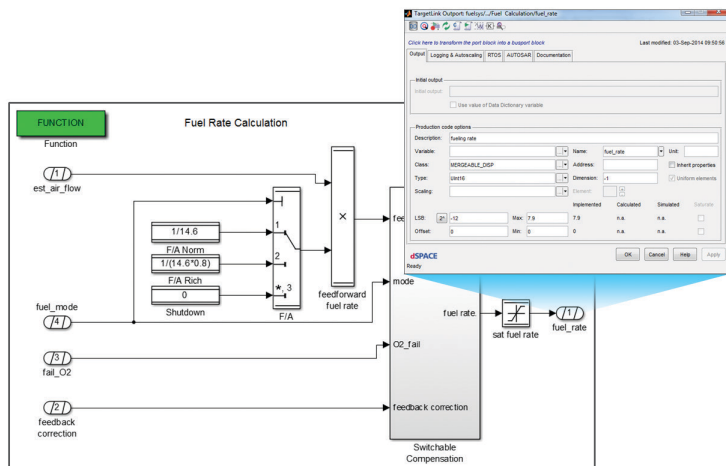 TargetLink Outport: fuelsys/.../Fuel Calculation/fuel_rate
Click here to transform the port block into a busport block
Last modified: 03-Sep-2014 09:50:56
Output
Logging & Autoscaling
RTOS
AUTOSAR
Documentation
Initial output
Initial output:
Use value of Data Dictionary variable
Production code options
Description: fueling rate
Variable: ... Name: fuel_rate Unit:
Class: MERGEABLE_DISP ... Address: Inherit properties
Type: UInt16 ... Dimension: -1 Uniform elements
Scaling: ... Element:
Implemented Calculated Simulated Saturate
LSB: 2^ -12 Max: 7.9 7.9 n.a. n.a.
Offset: 0 Min: 0 0 n.a. n.a.
dSPACE OK Cancel Help Apply
Ready
FUNCTION
Function
Fuel Rate Calculation
1
est_air_flow
1/14.6
F/A Norm
1/(14.6*0.8)
F/A Rich
0
Shutdown
1
2
*, 3
F/A
×
feedforward
fuel rate
fuel_mode
4
3
fail_O2
2
feedback
correction
fee
mode
O2_fail
feedback correction
fuel rate
Switchable
Compensation
sat fuel rate
1
fuel_rate